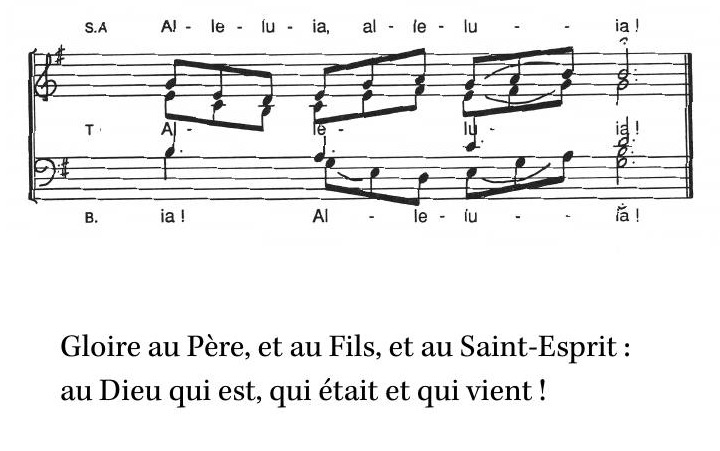 S.A Al - le - lu - ia, al - le - lu - - ia !
T Al - le - lu - ia !
B. ia ! Al - le - lu - - ia !
Gloire au Père, et au Fils, et au Saint-Esprit :
au Dieu qui est, qui était et qui vient !